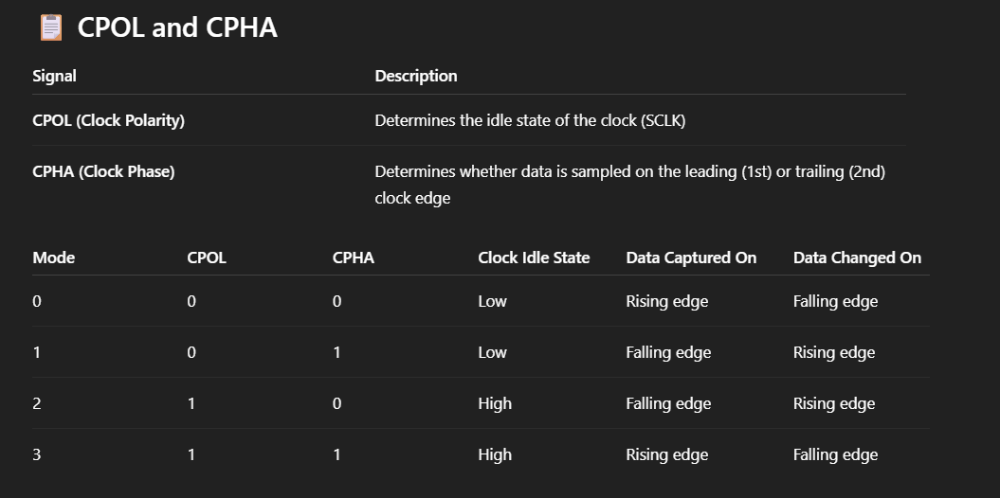 📋 CPOL and CPHA
Signal Description
CPOL (Clock Polarity) Determines the idle state of the clock (SCLK)
CPHA (Clock Phase) Determines whether data is sampled on the leading (1st) or trailing (2nd)
clock edge
Mode CPOL CPHA Clock Idle State Data Captured On Data Changed On
0 0 0 Low Rising edge Falling edge
1 0 1 Low Falling edge Rising edge
2 1 0 High Falling edge Rising edge
3 1 1 High Rising edge Falling edge